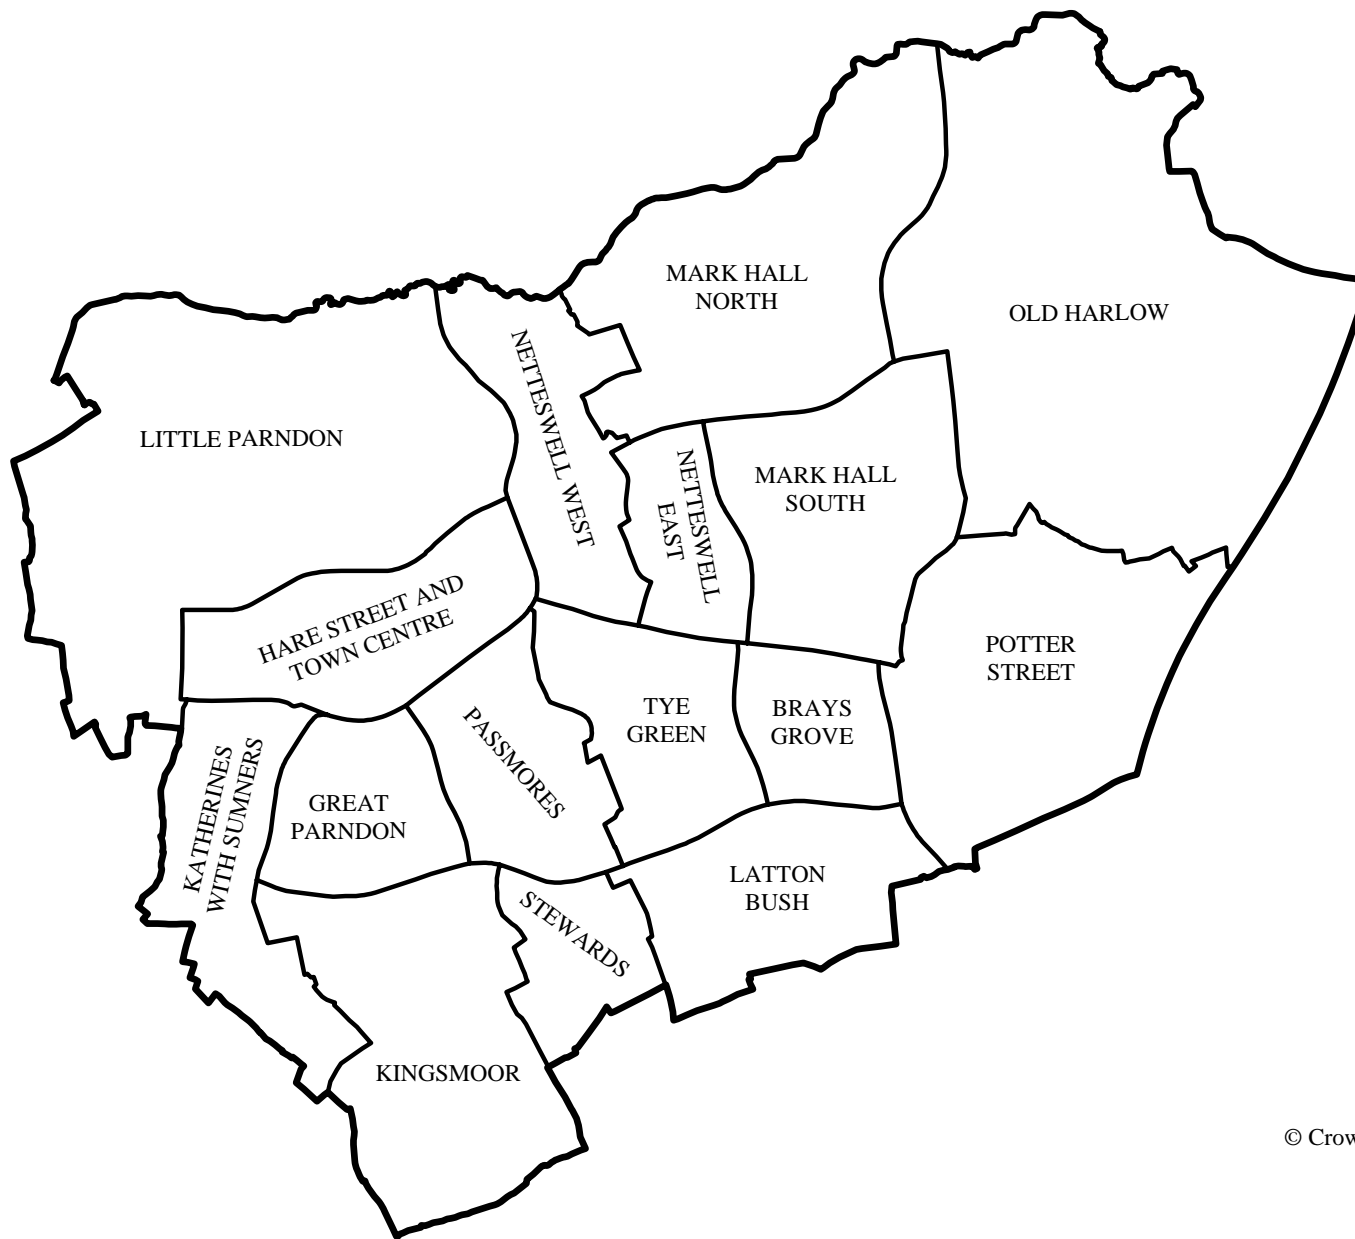 MARK HALL
NORTH
OLD HARLOW
NETTESWELL WEST
LITTLE PARNDON
NETTESWELL
EAST
MARK HALL
SOUTH
HARE STREET AND
TOWN CENTRE
POTTER
STREET
PASSMORES
TYE
GREEN
BRAYS
GROVE
KATHERINES
WITH SUMNERS
GREAT
PARNDON
LATTON
BUSH
STEWARDS
KINGSMOOR
© Crow